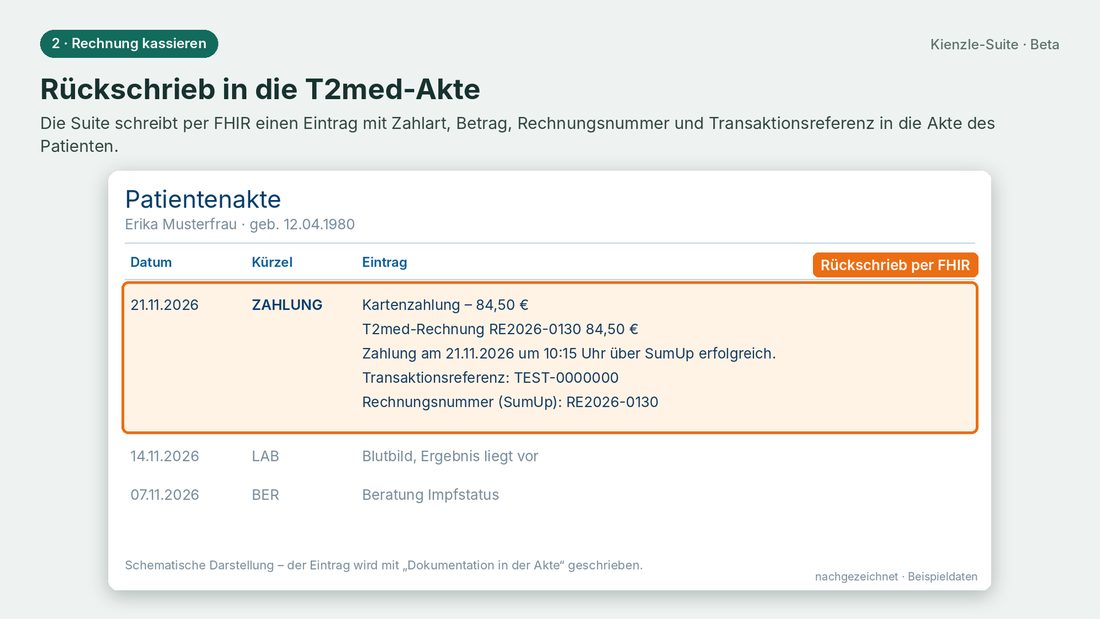 2 · Rechnung kassieren
Kienzle-Suite · Beta
Rückschrieb in die T2med-Akte
Die Suite schreibt per FHIR einen Eintrag mit Zahlart, Betrag, Rechnungsnummer und Transaktionsreferenz in die Akte des
Patienten.
Patientenakte
Erika Musterfrau · geb. 12.04.1980
Datum Kürzel Eintrag Rückschrieb per FHIR
21.11.2026 ZAHLUNG Kartenzahlung – 84,50 €
T2med-Rechnung RE2026-0130 84,50 €
Zahlung am 21.11.2026 um 10:15 Uhr über SumUp erfolgreich.
Transaktionsreferenz: TEST-0000000
Rechnungsnummer (SumUp): RE2026-0130
14.11.2026 LAB Blutbild, Ergebnis liegt vor
07.11.2026 BER Beratung Impfstatus
Schematische Darstellung – der Eintrag wird mit „Dokumentation in der Akte“ geschrieben.
nachgezeichnet · Beispieldaten